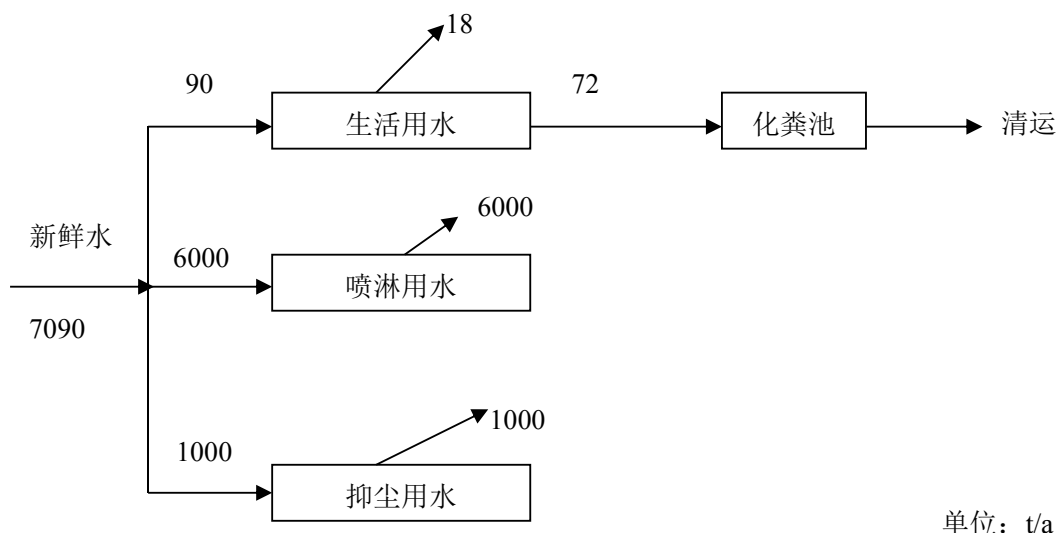 18
90
72
生活用水
化粪池
清运
6000
新鲜水
6000
喷淋用水
7090
1000
1000
抑尘用水
单位：t/a